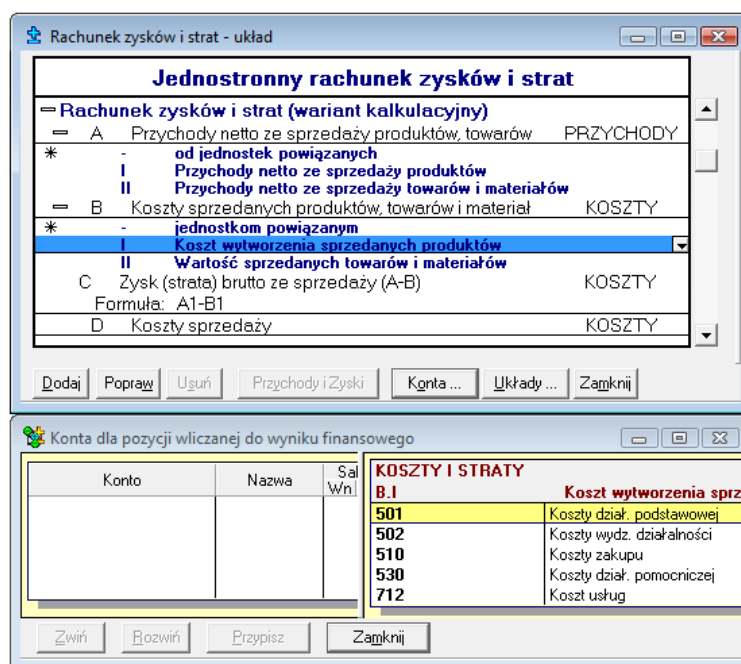 Rachunek zysków i strat - układ
Jednostronny rachunek zysków i strat
Rachunek zysków i strat (wariant kalkulacyjny)
A Przychody netto ze sprzedaży produktów, towarów PRZYCHODY
* - od jednostek powiązanych
I Przychody netto ze sprzedaży produktów
II Przychody netto ze sprzedaży towarów i materiałów
B Koszty sprzedanych produktów, towarów i materiał KOSZTY
* - jednostkom powiązanym
I Koszt wytworzenia sprzedanych produktów
II Wartość sprzedanych towarów i materiałów
C Zysk (strata) brutto ze sprzedaży (A-B) KOSZTY
Formuła: A1-B1
D Koszty sprzedaży KOSZTY
Dodaj Popraw Usuń Przychody i Zyski Konta ... Układy ... Zamknij
Konta dla pozycji wliczanej do wyniku finansowego
Konto Nazwa Sal
Wn
KOSZTY I STRATY
B.I Koszt wytworzenia sprz
501 Koszty dział. podstawowej
502 Koszty wydz. działalności
510 Koszty zakupu
530 Koszty dział. pomocniczej
712 Koszt usług
Zwiń Rozwiń Przypisz Zamknij